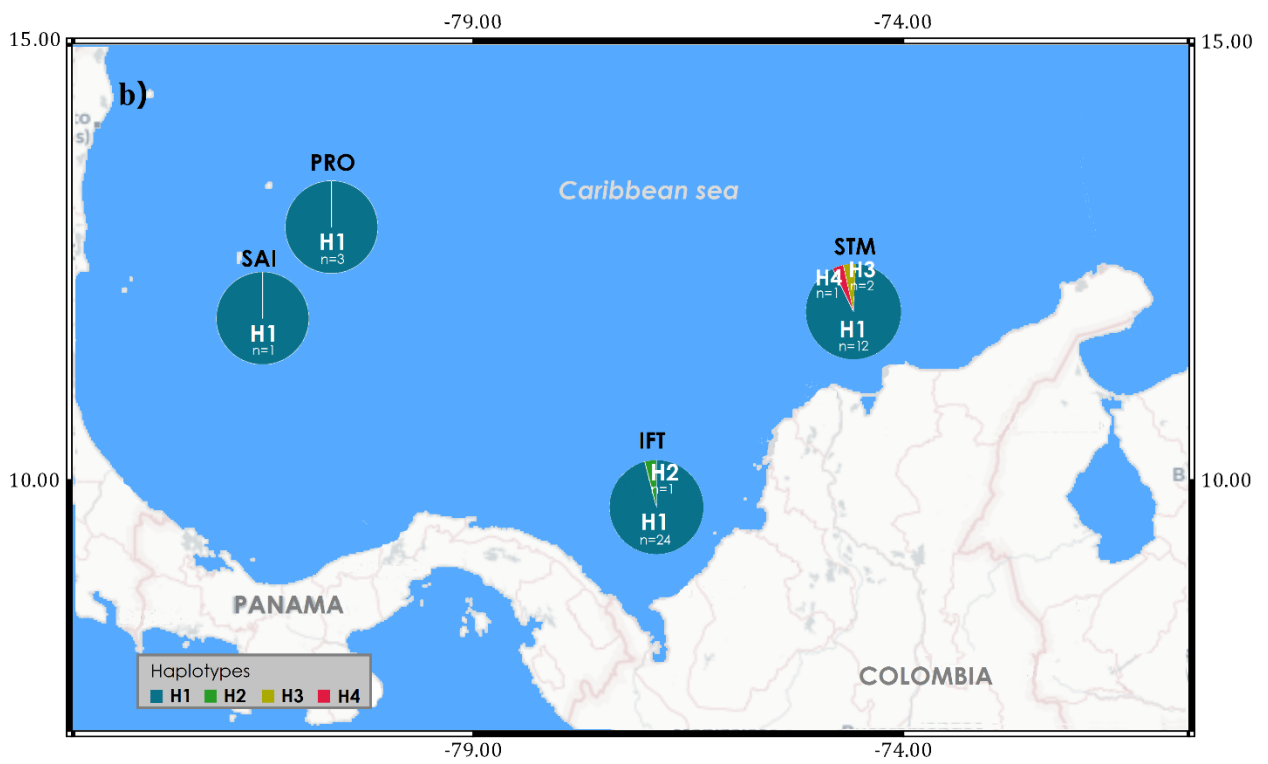 -79.00 -74.00
15.00 15.00
b)
co
s)
PRO
Caribbean sea
H1
n=3
SAI
STM
H4 H3
n=1 n=2
H1
n=1
H1
n=12
IFT
10.00 10.00
H2
B
n=1
H1
n=24
PANAMA
Haplotypes
COLOMBIA
H1 H2 H3 H4
-79.00 -74.00